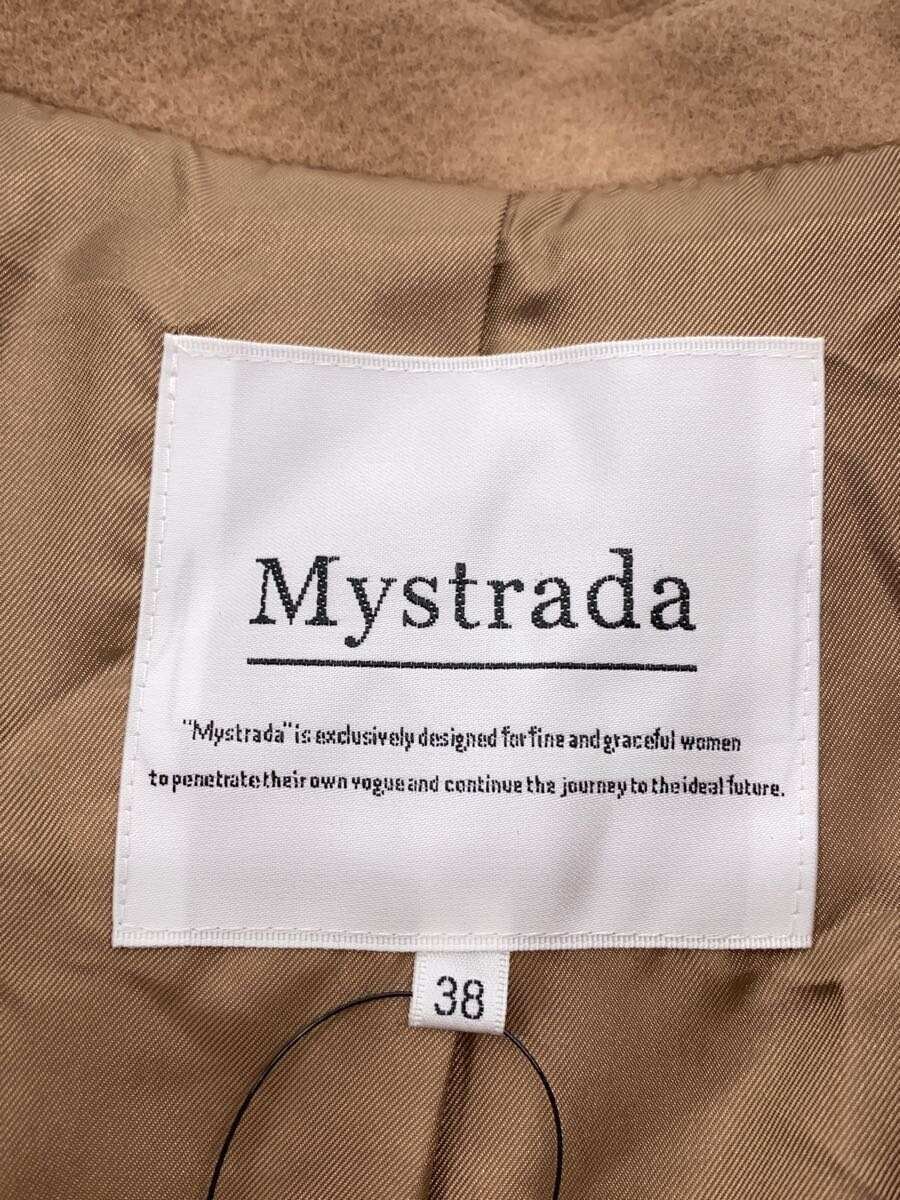 Mystrada
"Mystrada" is exclusively designed for fine and graceful women
to penetrate their own vogue and continue the journey to the ideal future.
38